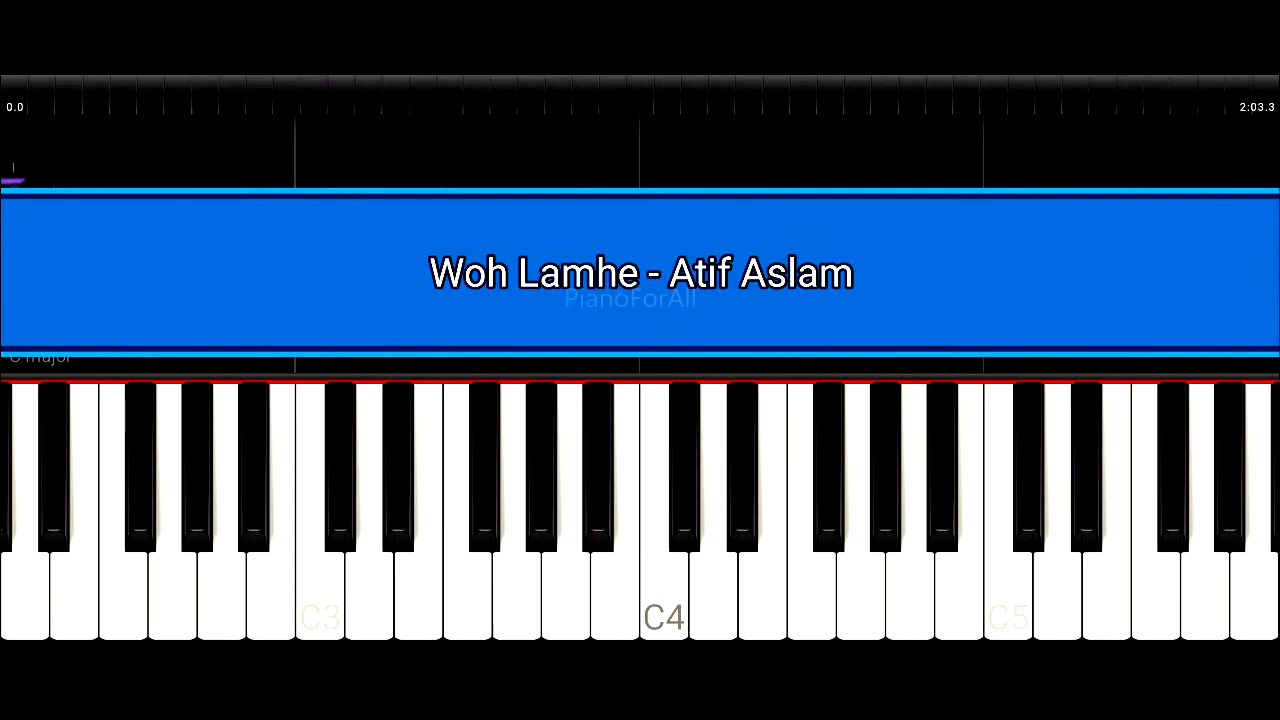 0.0
2:03.3
Woh Lamhe - Atif Aslam
PianoForAll
C major
C3
C4
C5